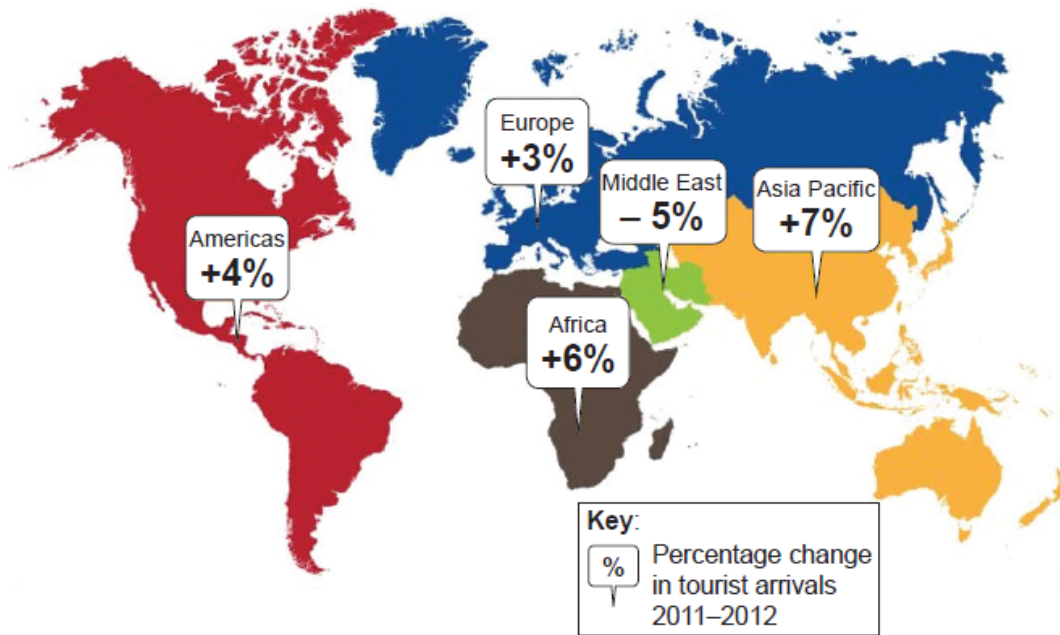 Europe
+3%
Middle East
– 5%
Asia Pacific
+7%
Americas
+4%
Africa
+6%
Key:
%
Percentage change
in tourist arrivals
2011–2012